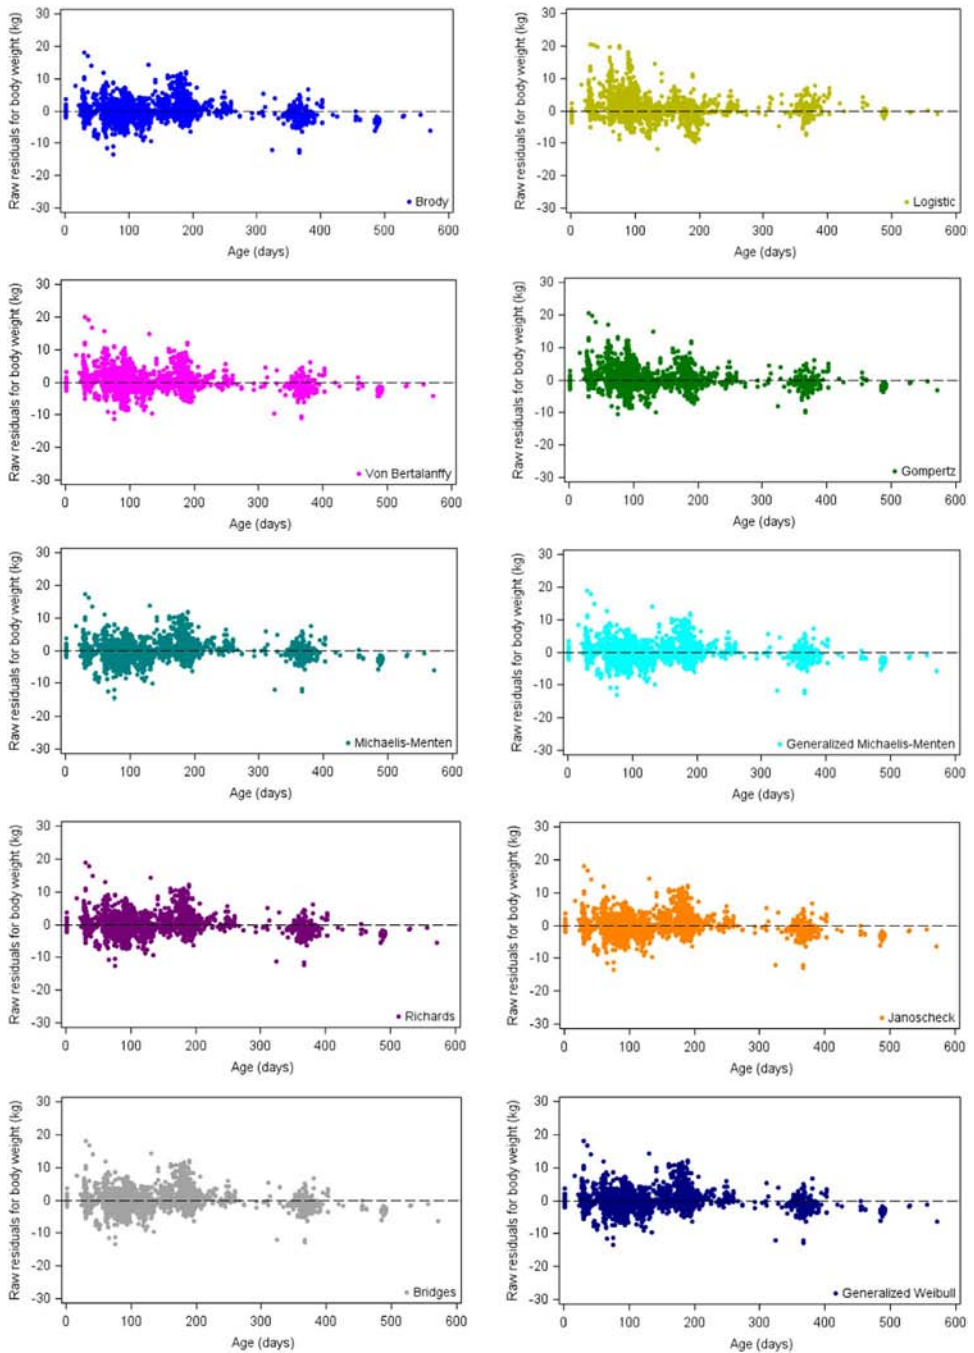 Raw residuals for body weight (kg)
30
20
10
0
-10
-20
-30
Brody
0 100 200 300 400 500 600
Age (days)
Raw residuals for body weight (kg)
30
20
10
0
-10
-20
-30
Logistic
0 100 200 300 400 500 600
Age (days)
Raw residuals for body weight (kg)
30
20
10
0
-10
-20
-30
Von Bertalanffy
0 100 200 300 400 500 600
Age (days)
Raw residuals for body weight (kg)
30
20
10
0
-10
-20
-30
Gompertz
0 100 200 300 400 500 600
Age (days)
Raw residuals for body weight (kg)
30
20
10
0
-10
-20
-30
Michaelis-Menten
0 100 200 300 400 500 600
Age (days)
Raw residuals for body weight (kg)
30
20
10
0
-10
-20
-30
Generalized Michaelis-Menten
0 100 200 300 400 500 600
Age (days)
Raw residuals for body weight (kg)
30
20
10
0
-10
-20
-30
Richards
0 100 200 300 400 500 600
Age (days)
Raw residuals for body weight (kg)
30
20
10
0
-10
-20
-30
Janoscheck
0 100 200 300 400 500 600
Age (days)
Raw residuals for body weight (kg)
30
20
10
0
-10
-20
-30
Bridges
0 100 200 300 400 500 600
Age (days)
Raw residuals for body weight (kg)
30
20
10
0
-10
-20
-30
Generalized Weibull
0 100 200 300 400 500 600
Age (days)